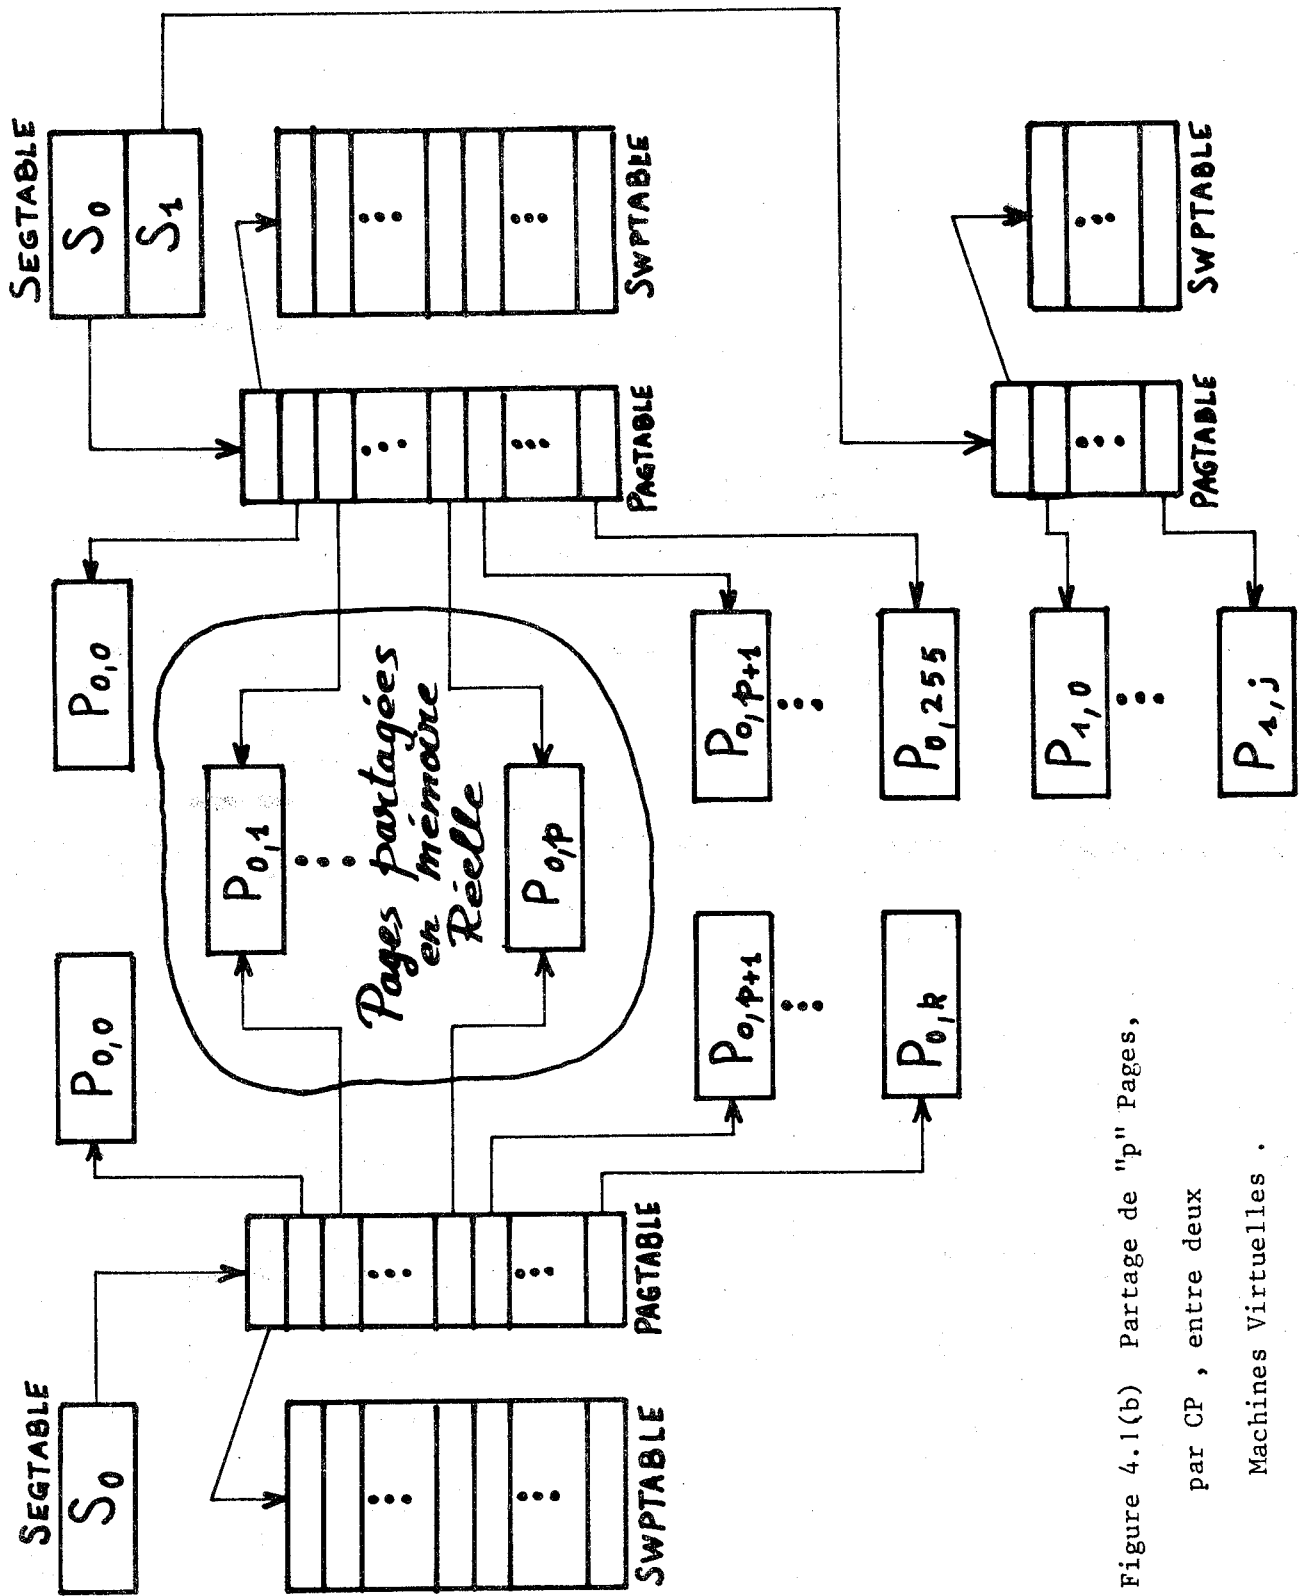 SEGTABLE
SEGTABLE
S0
P0,0
P0,0
S0
S1
P0,1
Pages partagées
en mémoire
Réelle
P0,p
SWPTABLE
PAGTABLE
PAGTABLE
SWPTABLE
P0,p+1
P0,p+1
P0,k
P0,255
P1,0
PAGTABLE
SWPTABLE
P1,j
Figure 4.1(b) Partage de "p" Pages,
par CP , entre deux
Machines Virtuelles .